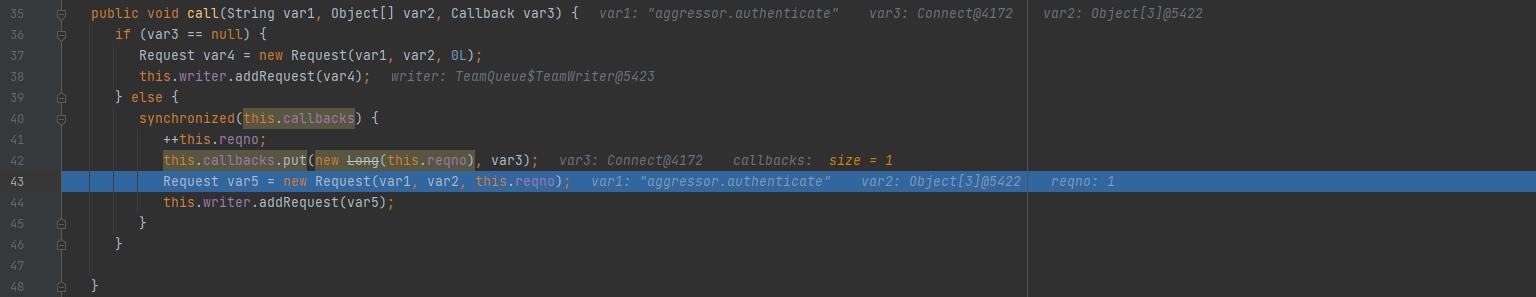 35 public void call(String var1, Object[] var2, Callback var3) { var1: "aggressor.authenticate" var3: Connect@4172 var2: Object[3]@5422
36 if (var3 == null) {
37 Request var4 = new Request(var1, var2, 0L);
38 this.writer.addRequest(var4); writer: TeamQueue$TeamWriter@5423
39 } else {
40 synchronized(this.callbacks) {
41 ++this.reqno;
42 this.callbacks.put(new Long(this.reqno), var3); var3: Connect@4172 callbacks: size = 1
43 Request var5 = new Request(var1, var2, this.reqno); var1: "aggressor.authenticate" var2: Object[3]@5422 reqno: 1
44 this.writer.addRequest(var5);
45 }
46 }
47
48 }